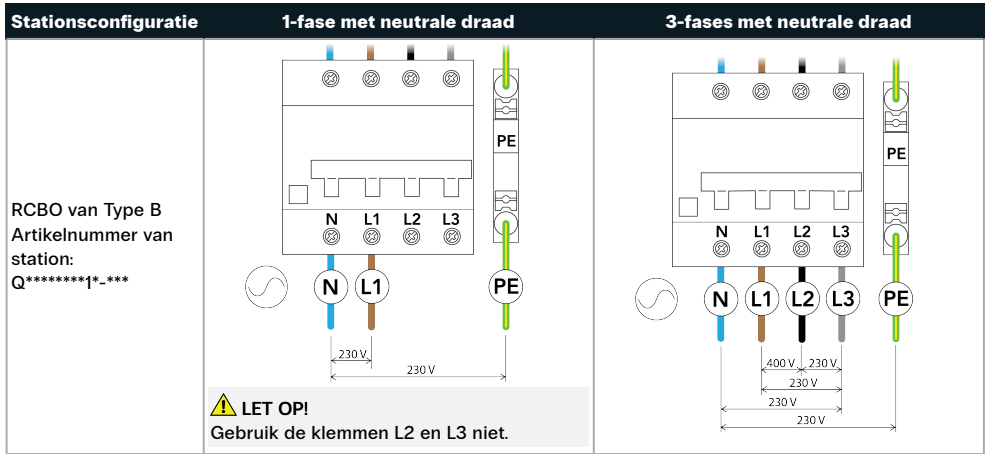 Stationsconfiguratie
1-fase met neutrale draad
3-fases met neutrale draad
RCBO van Type B
Artikelnummer van
station:
Q********1*-***
PE
N L1 L2 L3
N L1 PE
230 V
230 V
LET OP!
Gebruik de klemmen L2 en L3 niet.
PE
N L1 L2 L3
N L1 L2 L3 PE
400 V 230 V
230 V
230 V
230 V